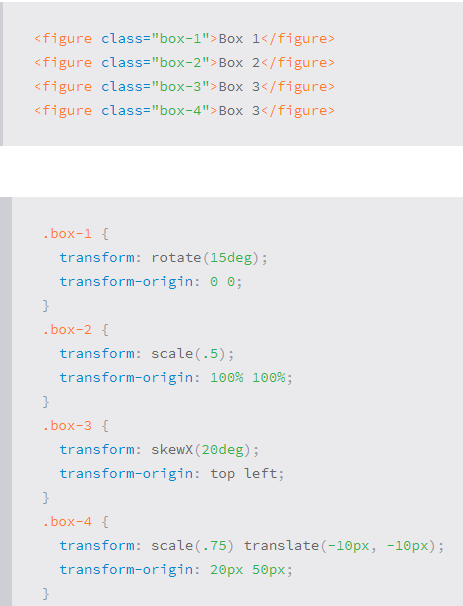 <figure class="box-1">Box 1</figure>
<figure class="box-2">Box 2</figure>
<figure class="box-3">Box 3</figure>
<figure class="box-4">Box 3</figure>
.box-1 {
  transform: rotate(15deg);
  transform-origin: 0 0;
}
.box-2 {
  transform: scale(.5);
  transform-origin: 100% 100%;
}
.box-3 {
  transform: skewX(20deg);
  transform-origin: top left;
}
.box-4 {
  transform: scale(.75) translate(-10px, -10px);
  transform-origin: 20px 50px;
}